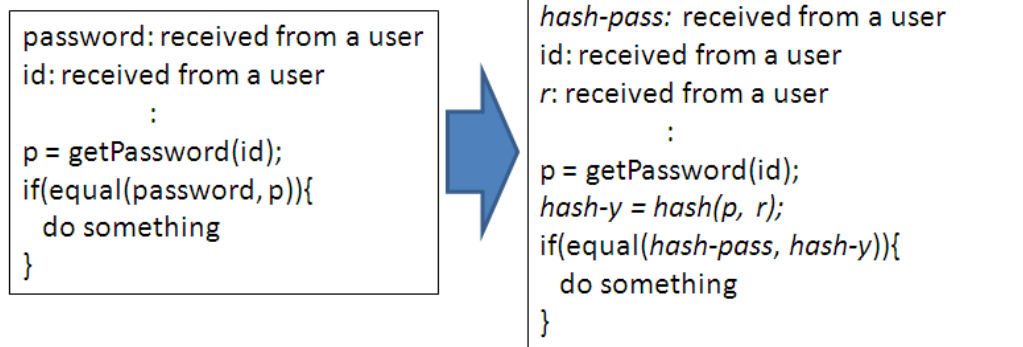 password: received from a user
id: received from a user
:
p = getPassword(id);
if(equal(password, p)){
do something
}
hash-pass: received from a user
id: received from a user
r: received from a user
:
p = getPassword(id);
hash-y = hash(p, r);
if(equal(hash-pass, hash-y)){
do something
}